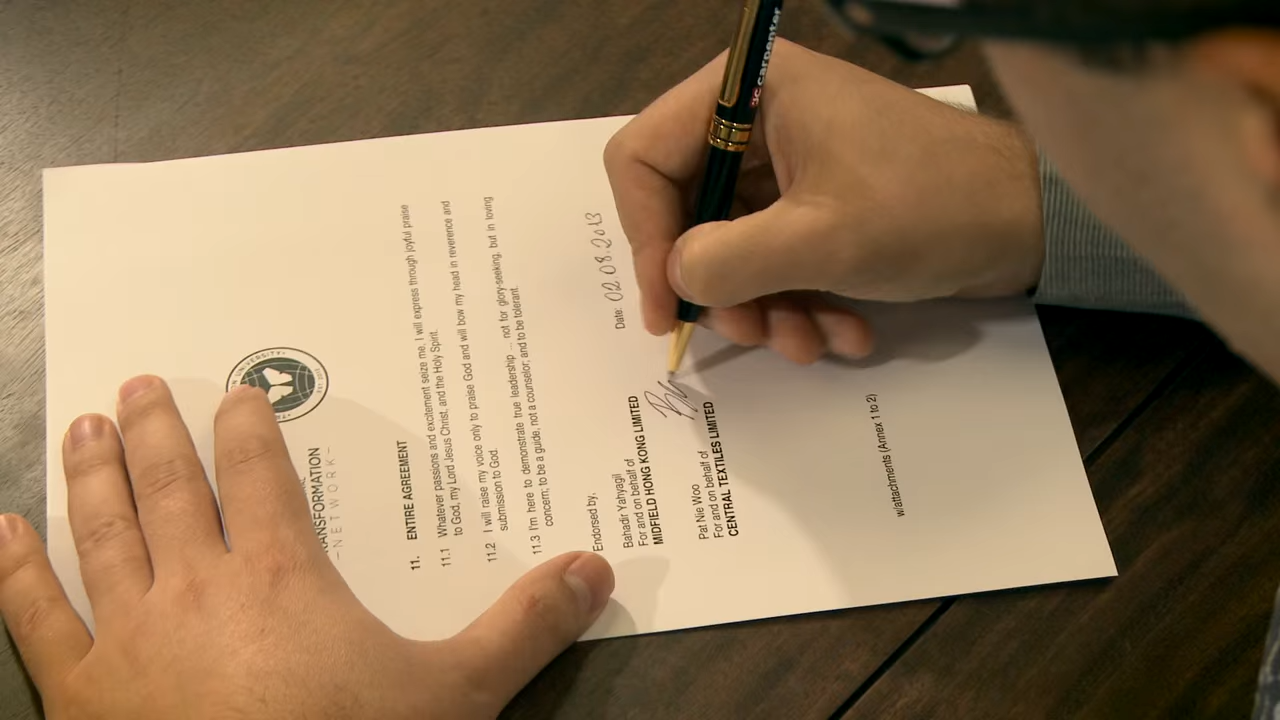 UNIVERSITY
TRANSFORMATION
–NETWORK–
11. ENTIRE AGREEMENT
11.1 Whatever passions and excitement seize me, I will express through joyful praise
to God, my Lord Jesus Christ, and the Holy Spirit.
11.2 I will raise my voice only to praise God and will bow my head in reverence and
submission to God.
11.3 I'm here to demonstrate true leadership ... not for glory-seeking, but in loving
concern; to be a guide, not a counselor; and to be tolerant.
Endorsed by,
Date: 02.08.2013
Bahadir Yahyagil
For and on behalf of
MIDFIELD HONG KONG LIMITED
Pat Nie Woo
For and on behalf of
CENTRAL TEXTILES LIMITED
w/attachments (Annex 1 to 2)
carpenter